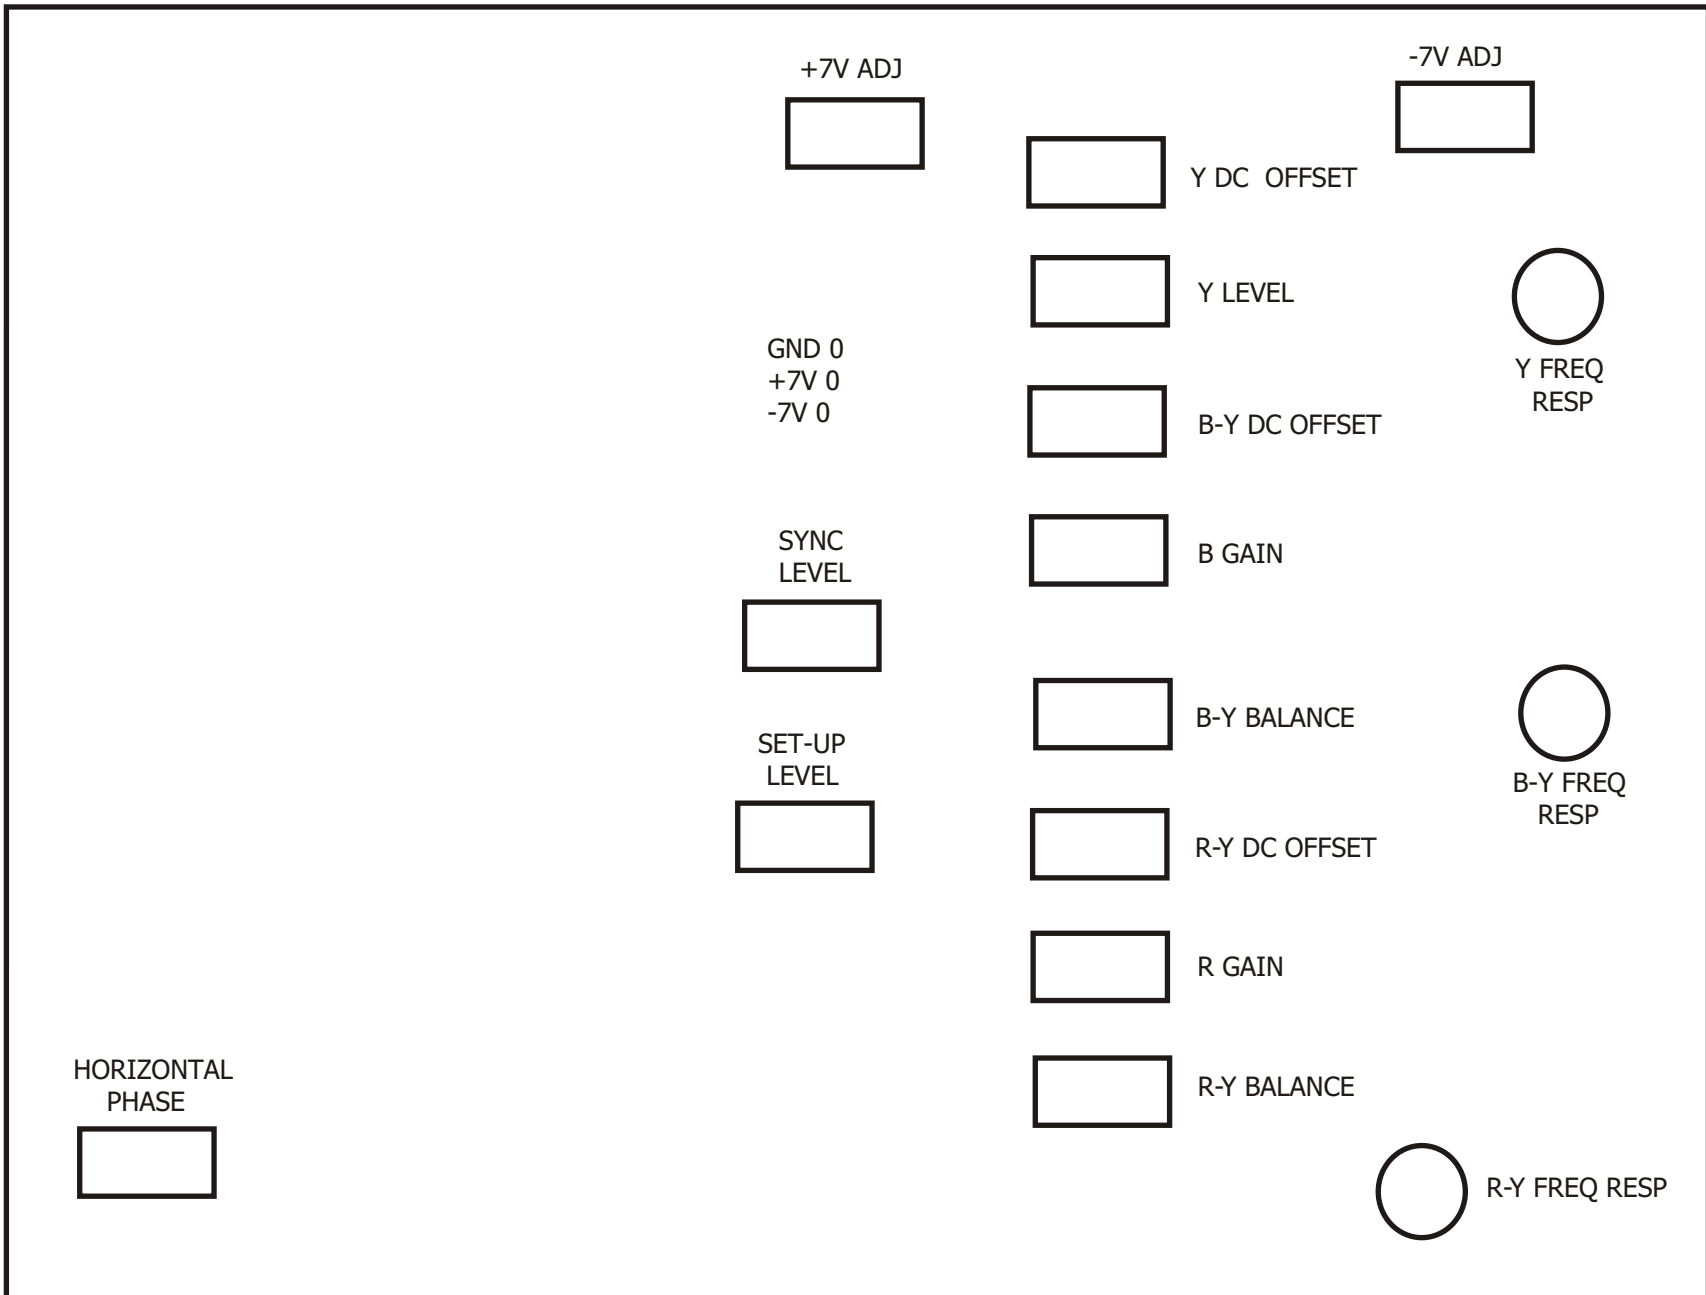 +7V ADJ
-7V ADJ
Y DC  OFFSET
Y LEVEL
GND 0
+7V 0
-7V 0
Y FREQ
RESP
B-Y DC OFFSET
SYNC
LEVEL
B GAIN
SET-UP
LEVEL
B-Y BALANCE
B-Y FREQ
RESP
R-Y DC OFFSET
R GAIN
HORIZONTAL
PHASE
R-Y BALANCE
R-Y FREQ RESP